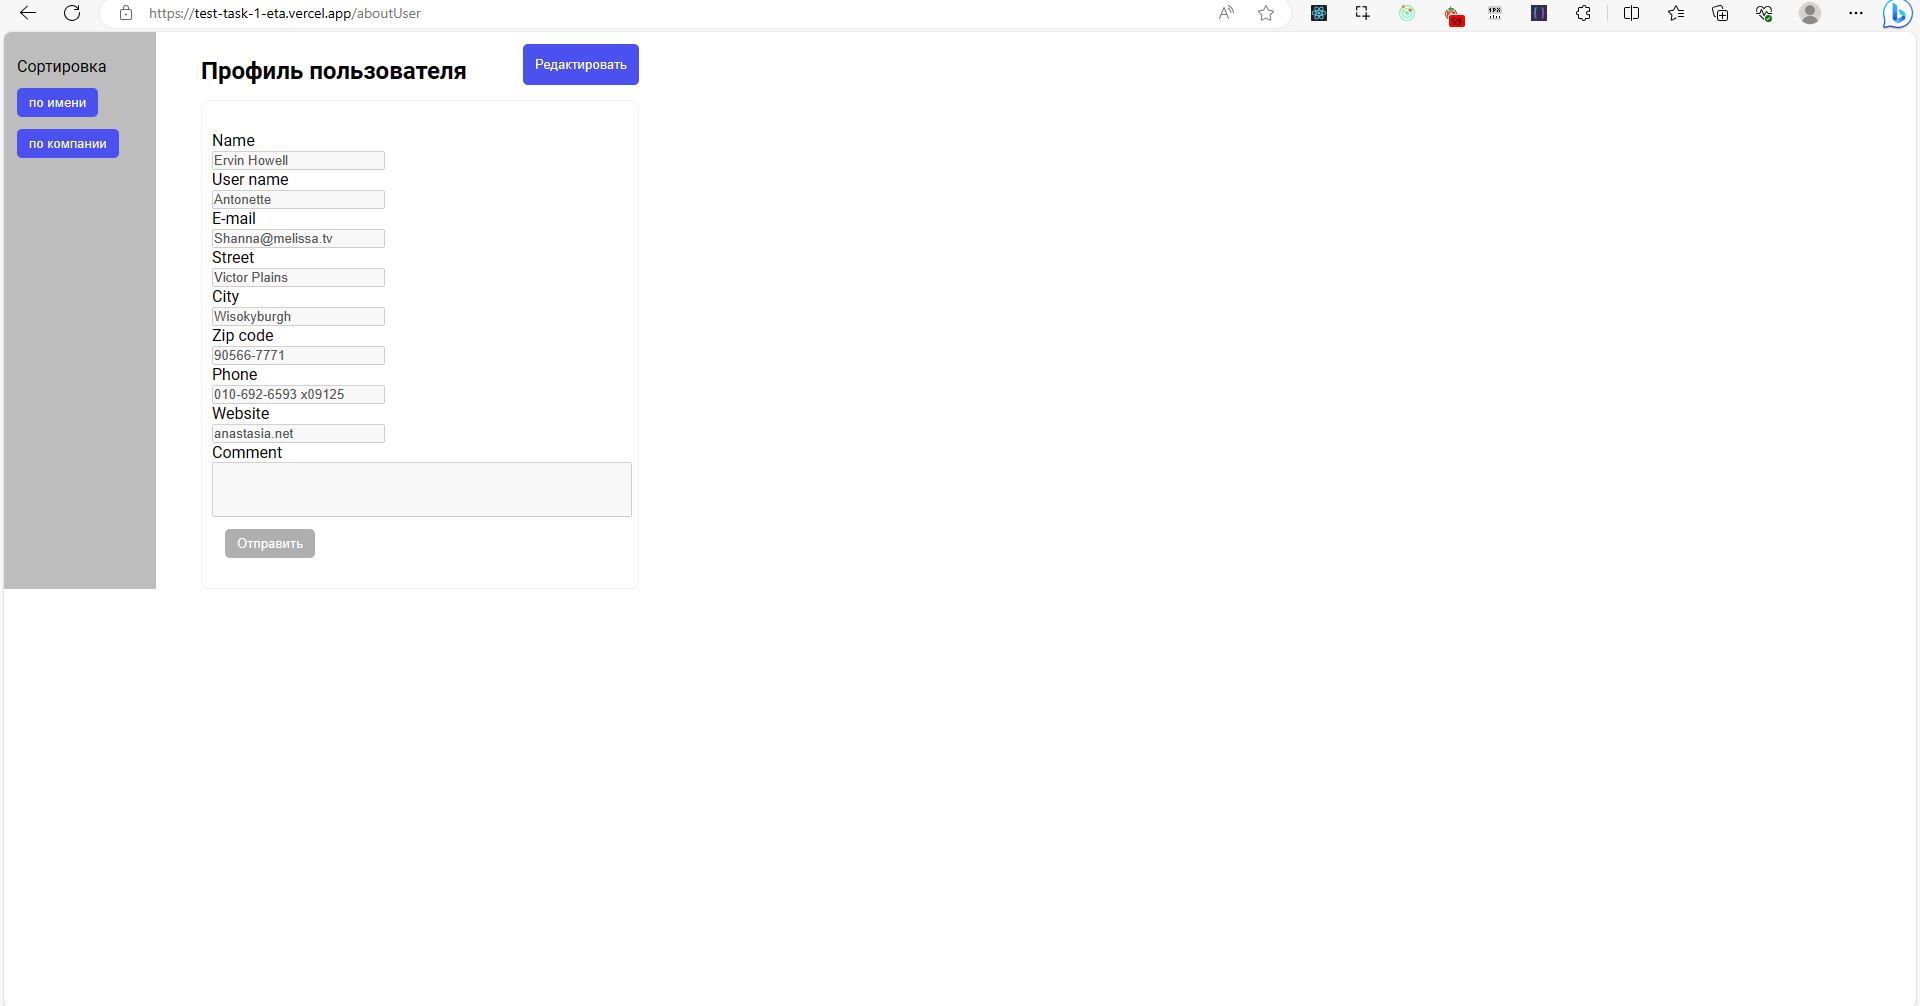 https://test-task-1-eta.vercel.app/aboutUser
59
Сортировка
по имени
по компании
Профиль пользователя
Редактировать
Name
Ervin Howell
User name
Antonette
E-mail
Shanna@melissa.tv
Street
Victor Plains
City
Wisokyburgh
Zip code
90566-7771
Phone
010-692-6593 x09125
Website
anastasia.net
Comment
Отправить